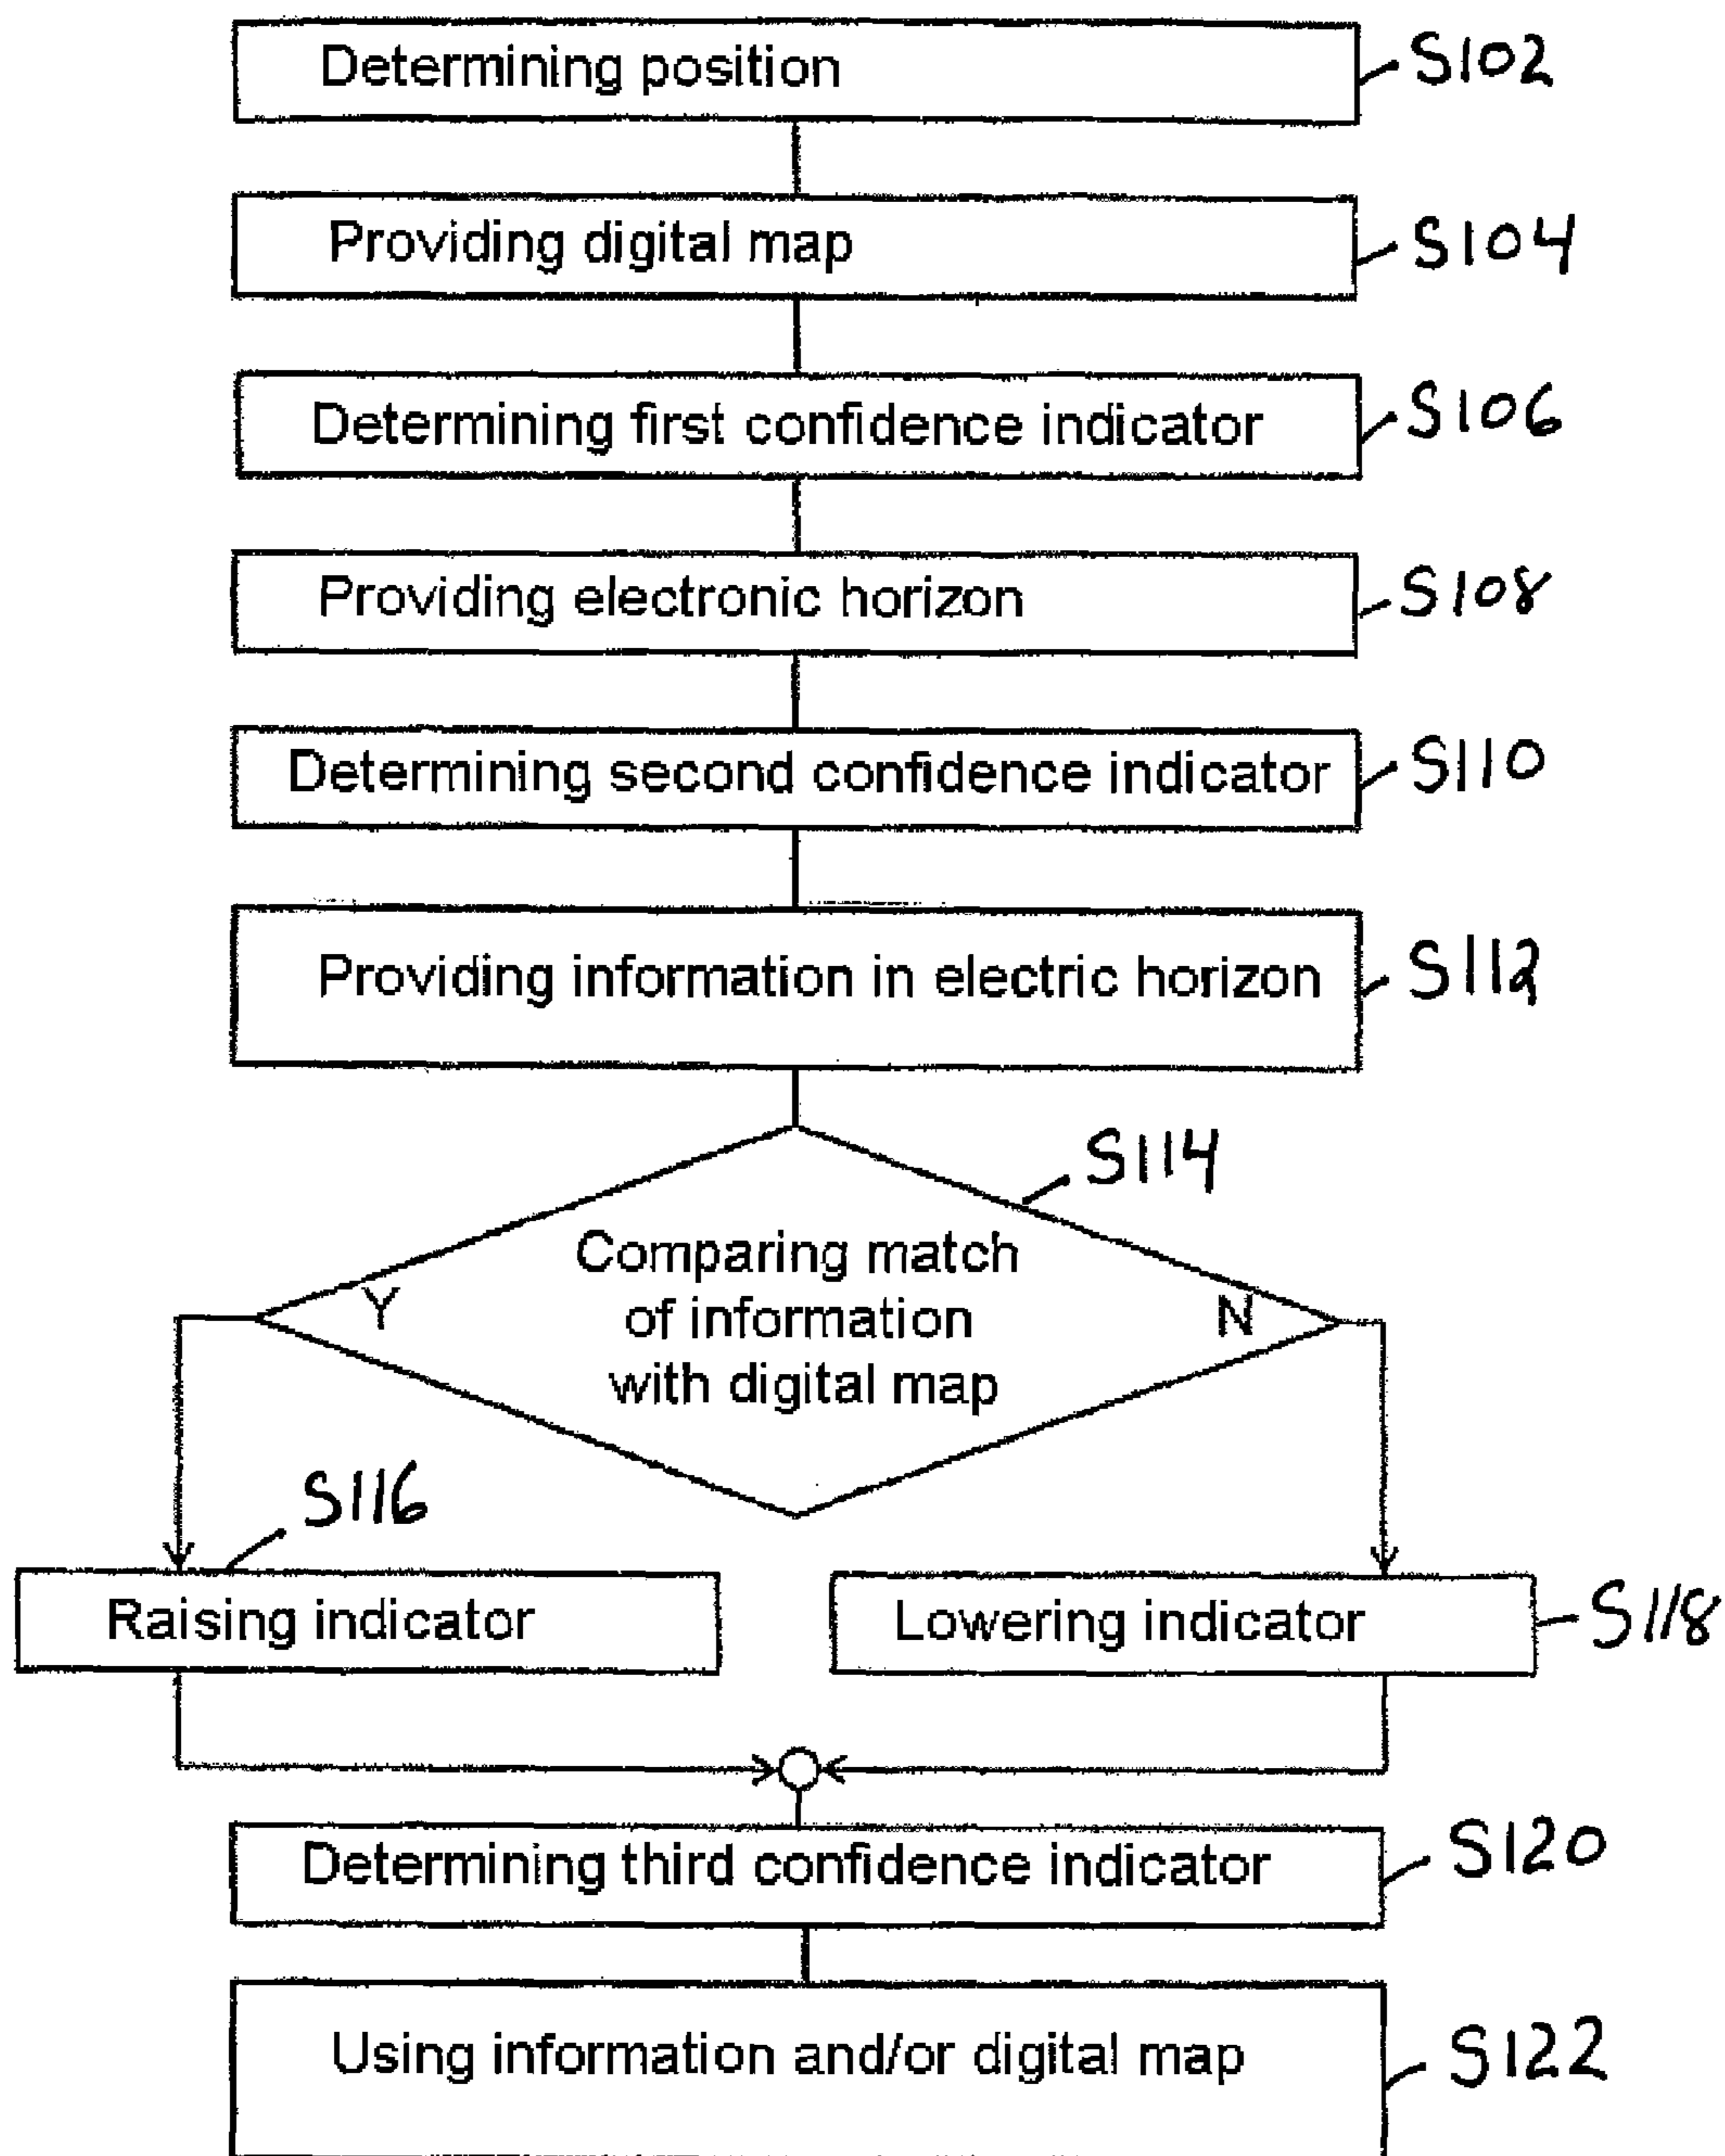 Determining position S102
Providing digital map S104
Determining first confidence indicator S106
Providing electronic horizon S108
Determining second confidence indicator S110
Providing information in electric horizon S112
S114
Comparing match
Y of information N
with digital map
S116
Raising indicator Lowering indicator S118
Determining third confidence indicator S120
Using information and/or digital map S122